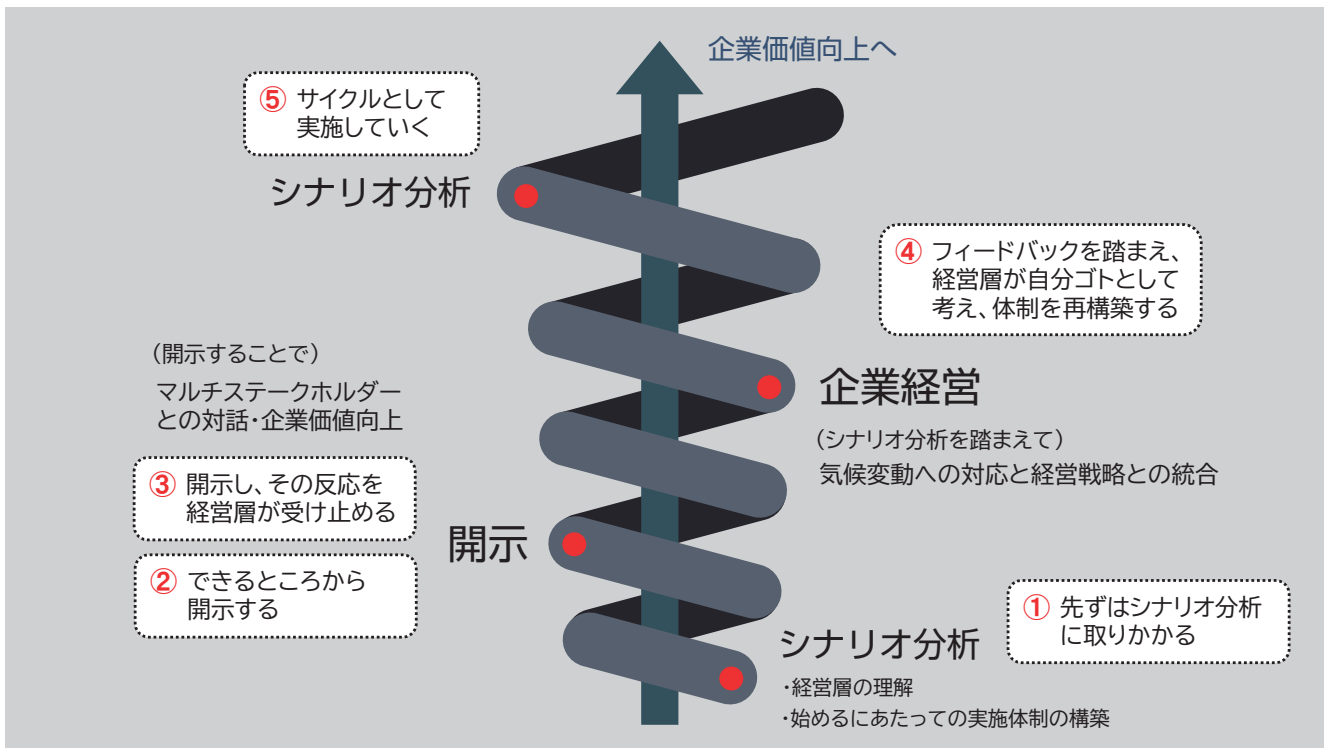 企業価値向上へ
⑤ サイクルとして
実施していく
シナリオ分析
④ フィードバックを踏まえ、
経営層が自分ゴトとして
考え、体制を再構築する
(開示することで)
マルチステークホルダー
との対話・企業価値向上
企業経営
(シナリオ分析を踏まえて)
気候変動への対応と経営戦略との統合
③ 開示し、その反応を
経営層が受け止める
開示
② できるところから
開示する
① 先ずはシナリオ分析
に取りかかる
シナリオ分析
・経営層の理解
・始めるにあたっての実施体制の構築